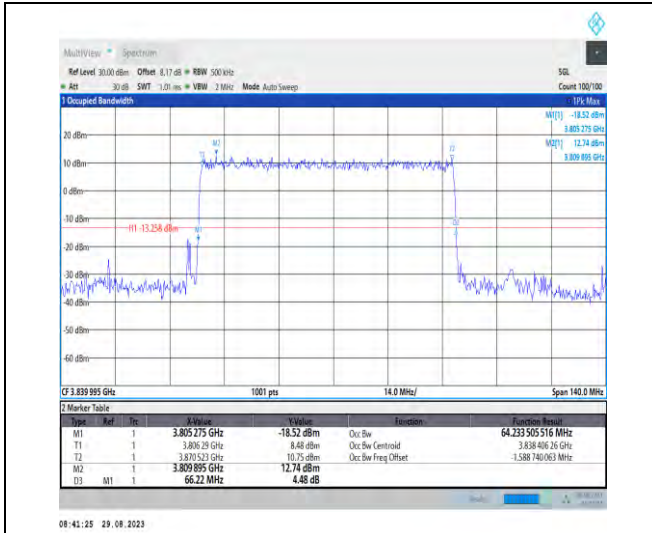 MultiView Spectrum
Ref Level 30.00 dBm Offset 8.17 dB RBW 500 kHz SGL
Att 30 dB SWT 1.01 ms VBW 2 MHz Mode Auto Sweep Count 100/100
1 Occupied Bandwidth 1Pk Max
M1[1] -18.52 dBm
3.805 275 GHz
M2[1] 12.74 dBm
3.809 895 GHz
20 dBm
M2
T1
T2
10 dBm
0 dBm
-10 dBm
H1 -13.258 dBm
M1
D3
-20 dBm
-30 dBm
-40 dBm
-50 dBm
-60 dBm
CF 3.839 995 GHz 1001 pts 14.0 MHz/ Span 140.0 MHz
2 Marker Table
Type Ref Trc X-Value Y-Value Function Function Result
M1 1 3.805 275 GHz -18.52 dBm Occ Bw 64.233 505 516 MHz
T1 1 3.806 29 GHz 8.48 dBm Occ Bw Centroid 3.838 406 26 GHz
T2 1 3.870 523 GHz 10.75 dBm Occ Bw Freq Offset -1.588 740 063 MHz
M2 1 3.809 895 GHz 12.74 dBm
D3 M1 1 66.22 MHz 4.48 dB
08:41:25 29.08.2023